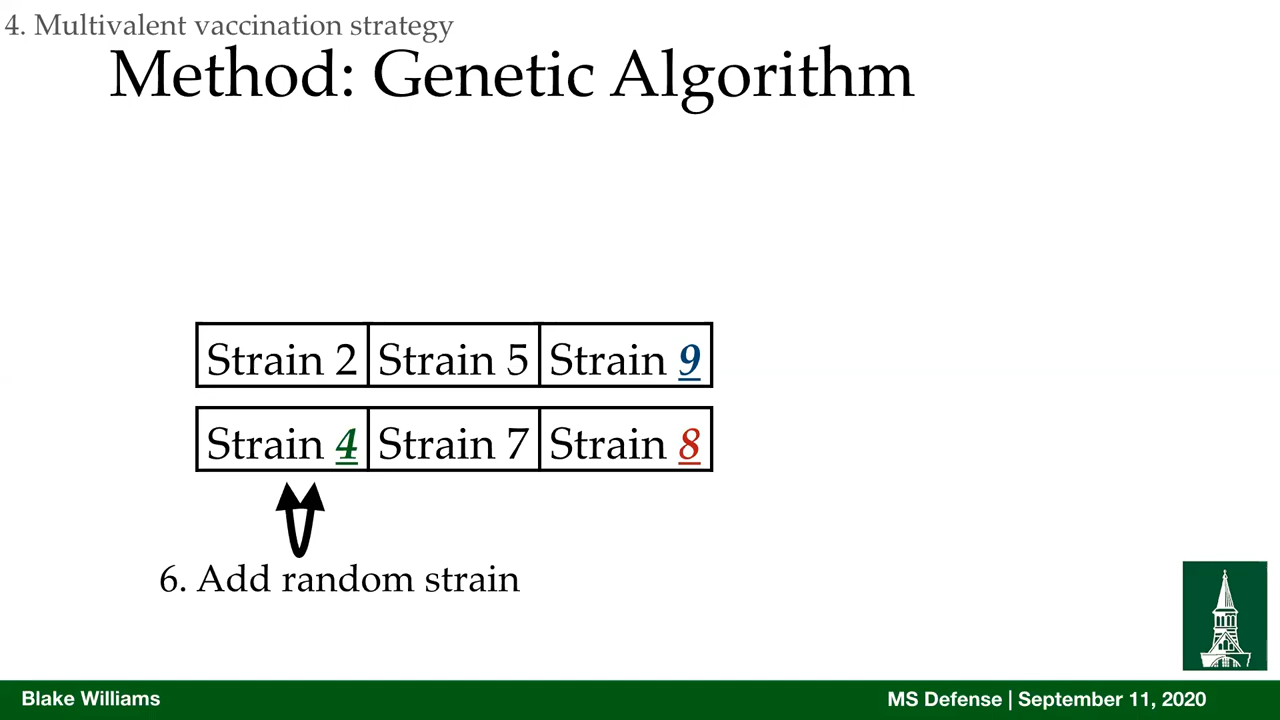 4. Multivalent vaccination strategy
Method: Genetic Algorithm
Strain 2 Strain 5 Strain 9
Strain 4 Strain 7 Strain 8
6. Add random strain
Blake Williams
MS Defense | September 11, 2020